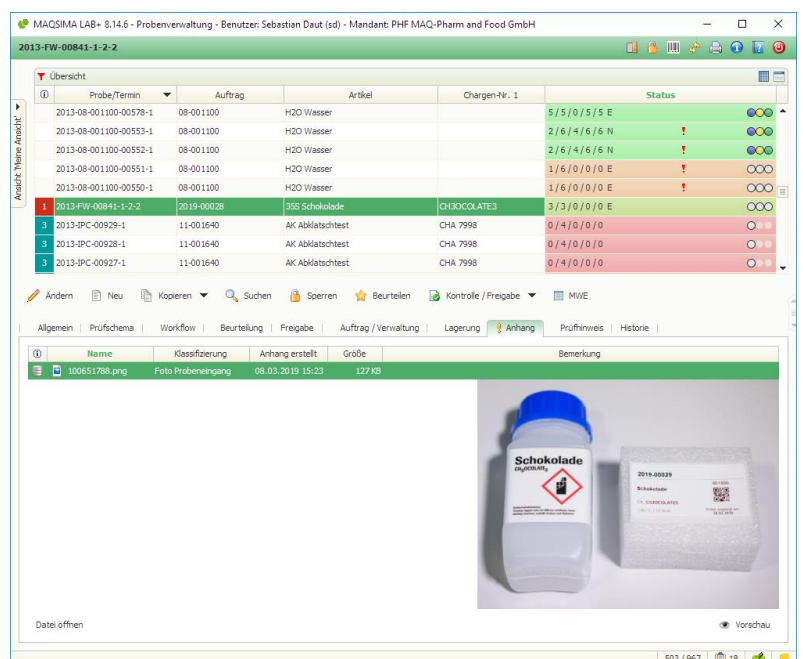 MAQSIMA LAB+ 8.14.6 - Probenverwaltung - Benutzer: Sebastian Daut (sd) - Mandant: PHF MAQ-Pharm and Food GmbH
2013-FW-00841-1-2-2
Übersicht
Probe/Termin Auftrag Artikel Chargen-Nr. 1 Status
2013-08-001100-00578-1 08-001100 H2O Wasser 5/5/0/5/5 E
2013-08-001100-00553-1 08-001100 H2O Wasser 2/6/4/6/6 N
2013-08-001100-00552-1 08-001100 H2O Wasser 2/6/4/6/6 N
2013-08-001100-00551-1 08-001100 H2O Wasser 1/6/0/0/0 E
2013-08-001100-00550-1 08-001100 H2O Wasser 1/6/0/0/0 E
1 2013-FW-00841-1-2-2 2019-00028 3SS Schokolade CH3OCOLATE3 3/3/0/0/0 E
3 2013-IPC-00929-1 11-001640 AK Abklatschtest CHA 7998 0/4/0/0/0
3 2013-IPC-00928-1 11-001640 AK Abklatschtest CHA 7998 0/4/0/0/0
3 2013-IPC-00927-1 11-001640 AK Abklatschtest CHA 7998 0/4/0/0/0
Ansicht 'Meine Ansicht'
Ändern Neu Kopieren Suchen Sperren Beurteilen Kontrolle / Freigabe MWE
Allgemein Prüfschema Workflow Beurteilung Freigabe Auftrag / Verwaltung Lagerung Anhang Prüfhinweis Historie
Name Klassifizierung Anhang erstellt Größe Bemerkung
100651788.png Foto Probeneingang 08.03.2019 15:23 127 KB
Schokolade
CH3OCOLATE3
2019-00029
Schokolade
CH3OCOLATE3
Datei öffnen Vorschau
503 / 967 18